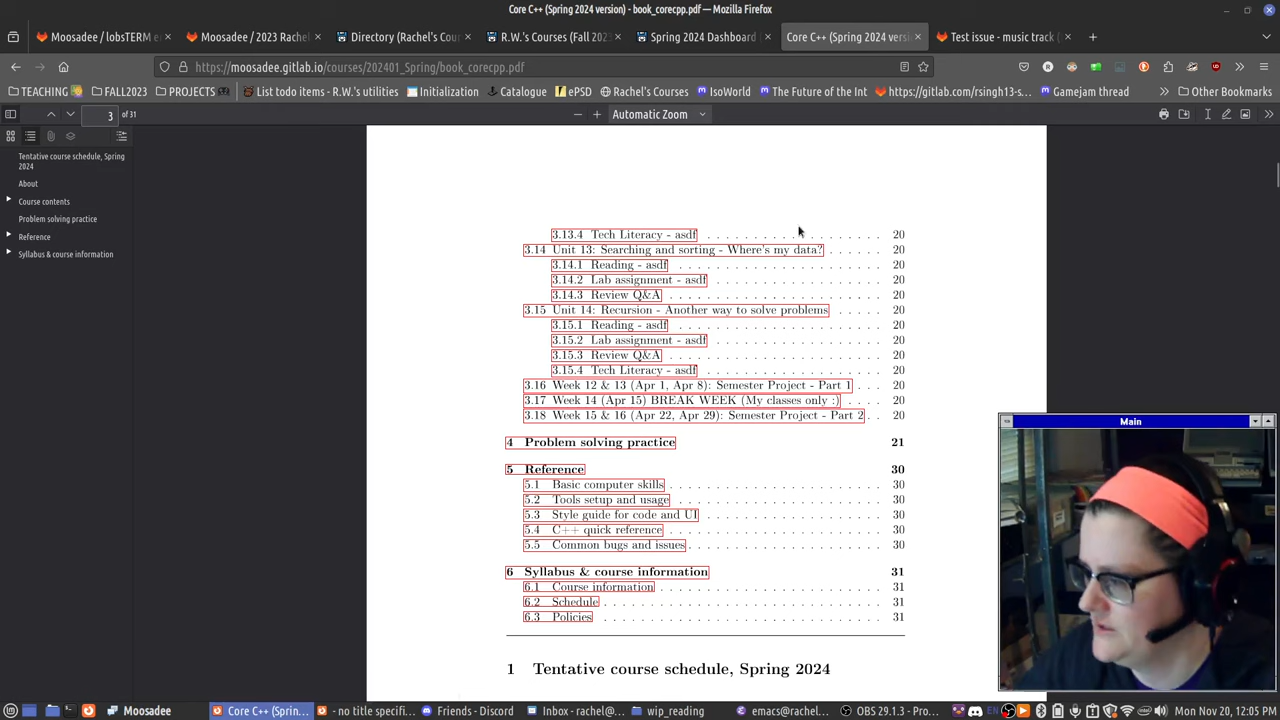 Core C++ (Spring 2024 version) - book_corecpp.pdf — Mozilla Firefox
Moosadee / lobsTERM e
Moosadee / 2023 Rachel
Directory (Rachel's Cour
R.W.'s Courses (Fall 2023
Spring 2024 Dashboard
Core C++ (Spring 2024 versi
Test issue - music track (
https://moosadee.gitlab.io/courses/202401_Spring/book_corecpp.pdf
TEACHING
FALL2023
PROJECTS
List todo items - R.W.'s utilities
Initialization
Catalogue
ePSD
Rachel's Courses
IsoWorld
The Future of the Int
https://gitlab.com/rsingh13-s...
Gamejam thread
Other Bookmarks
3 of 31
Automatic Zoom
Tentative course schedule, Spring
2024
About
Course contents
Problem solving practice
Reference
Syllabus & course information
3.13.4 Tech Literacy - asdf . . . . . . . . . . . . . . 20
3.14 Unit 13: Searching and sorting - Where's my data? . . . . . 20
3.14.1 Reading - asdf . . . . . . . . . . . . . . . . 20
3.14.2 Lab assignment - asdf . . . . . . . . . . . . . 20
3.14.3 Review Q&A . . . . . . . . . . . . . . . . . 20
3.15 Unit 14: Recursion - Another way to solve problems . . . . 20
3.15.1 Reading - asdf . . . . . . . . . . . . . . . . 20
3.15.2 Lab assignment - asdf . . . . . . . . . . . . . 20
3.15.3 Review Q&A . . . . . . . . . . . . . . . . . 20
3.15.4 Tech Literacy - asdf . . . . . . . . . . . . . . 20
3.16 Week 12 & 13 (Apr 1, Apr 8): Semester Project - Part 1 . . . 20
3.17 Week 14 (Apr 15) BREAK WEEK (My classes only :) . . . . 20
3.18 Week 15 & 16 (Apr 22, Apr 29): Semester Project - Part 2 . . 20
4 Problem solving practice 21
5 Reference 30
5.1 Basic computer skills . . . . . . . . . . . . . . . . 30
5.2 Tools setup and usage . . . . . . . . . . . . . . . . 30
5.3 Style guide for code and UI . . . . . . . . . . . . . . 30
5.4 C++ quick reference . . . . . . . . . . . . . . . . 30
5.5 Common bugs and issues . . . . . . . . . . . . . . . 30
6 Syllabus & course information 31
6.1 Course information . . . . . . . . . . . . . . . . . 31
6.2 Schedule . . . . . . . . . . . . . . . . . . . . . 31
6.3 Policies . . . . . . . . . . . . . . . . . . . . . 31
1 Tentative course schedule, Spring 2024
Main
Moosadee
Core C++ (Sprin...
- no title specifi...
Friends - Discord
Inbox - rachel@...
wip_reading
emacs@rachel...
OBS 29.1.3 - Pro...
EN
Mon Nov 20, 12:05 PM